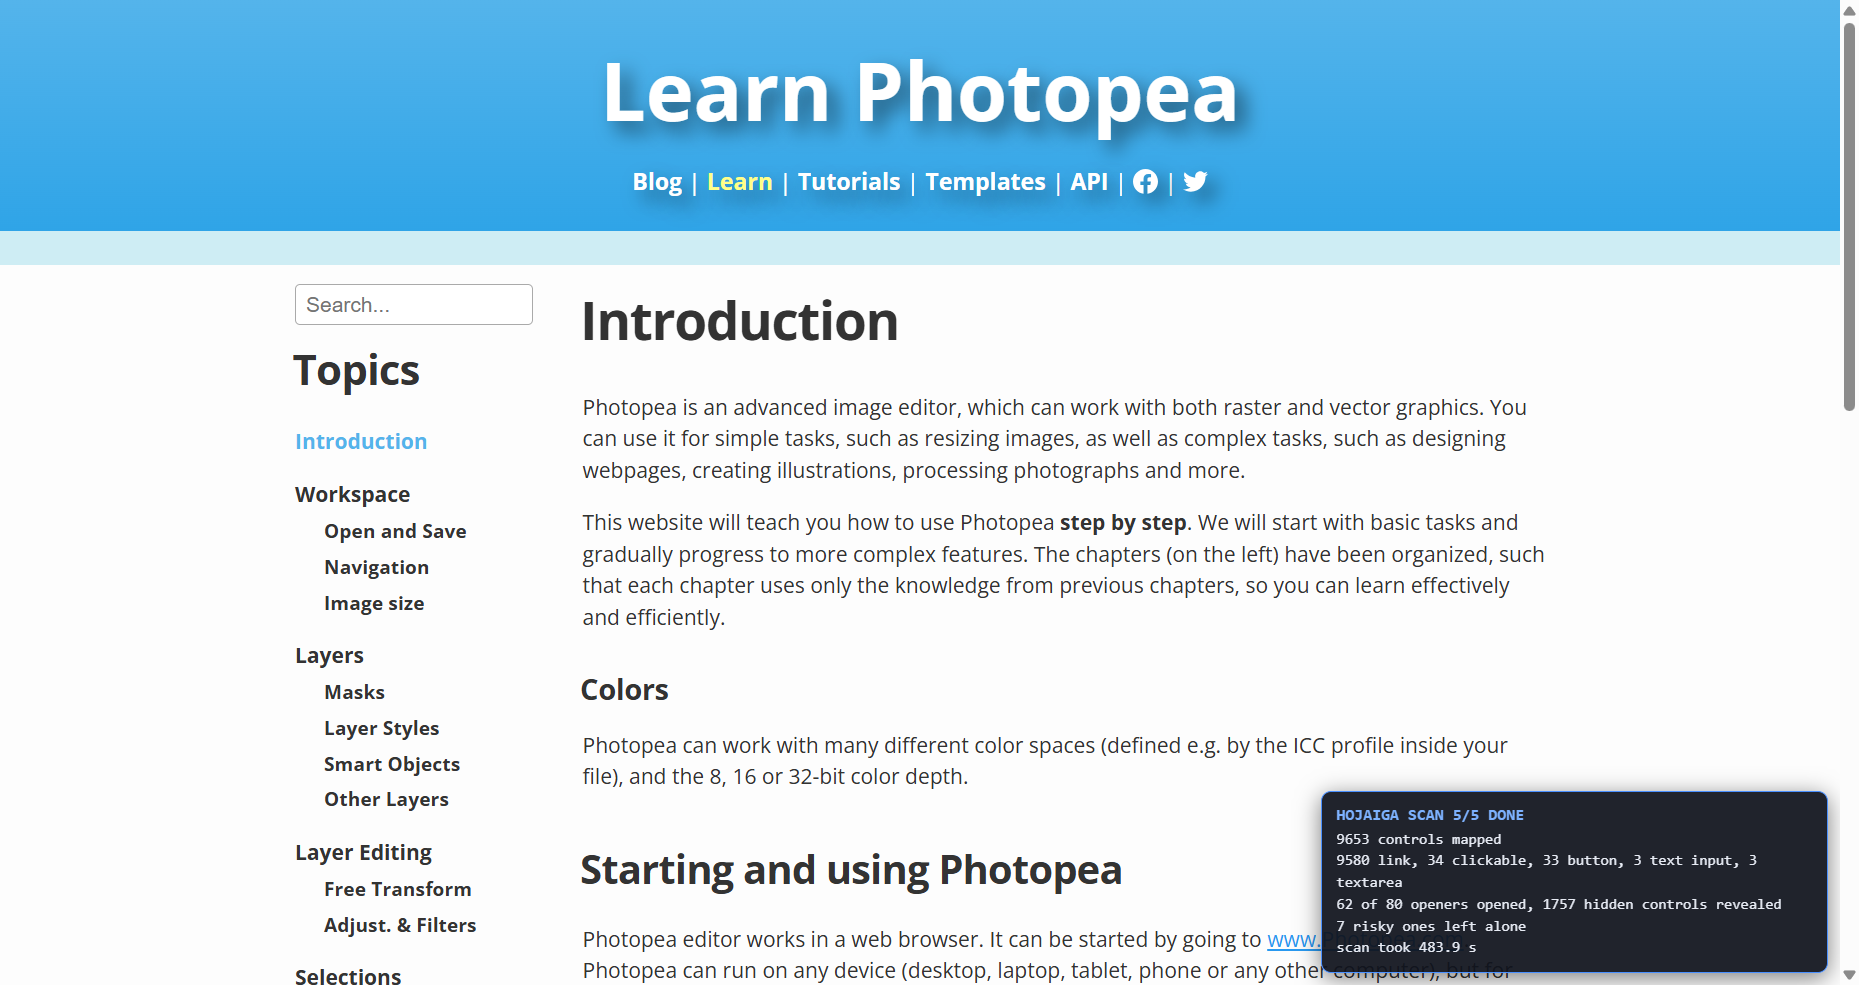 Learn Photopea
Blog | Learn | Tutorials | Templates | API | |
Search...
Topics
Introduction
Workspace
Open and Save
Navigation
Image size
Layers
Masks
Layer Styles
Smart Objects
Other Layers
Layer Editing
Free Transform
Adjust. & Filters
Selections
Introduction
Photopea is an advanced image editor, which can work with both raster and vector graphics. You
can use it for simple tasks, such as resizing images, as well as complex tasks, such as designing
webpages, creating illustrations, processing photographs and more.
This website will teach you how to use Photopea step by step. We will start with basic tasks and
gradually progress to more complex features. The chapters (on the left) have been organized, such
that each chapter uses only the knowledge from previous chapters, so you can learn effectively
and efficiently.
Colors
Photopea can work with many different color spaces (defined e.g. by the ICC profile inside your
file), and the 8, 16 or 32-bit color depth.
Starting and using Photopea
Photopea editor works in a web browser. It can be started by going to www.
Photopea can run on any device (desktop, laptop, tablet, phone or any other computer), but for
HOJAIGA SCAN 5/5 DONE
9653 controls mapped
9580 link, 34 clickable, 33 button, 3 text input, 3
textarea
62 of 80 openers opened, 1757 hidden controls revealed
7 risky ones left alone
scan took 483.9 s